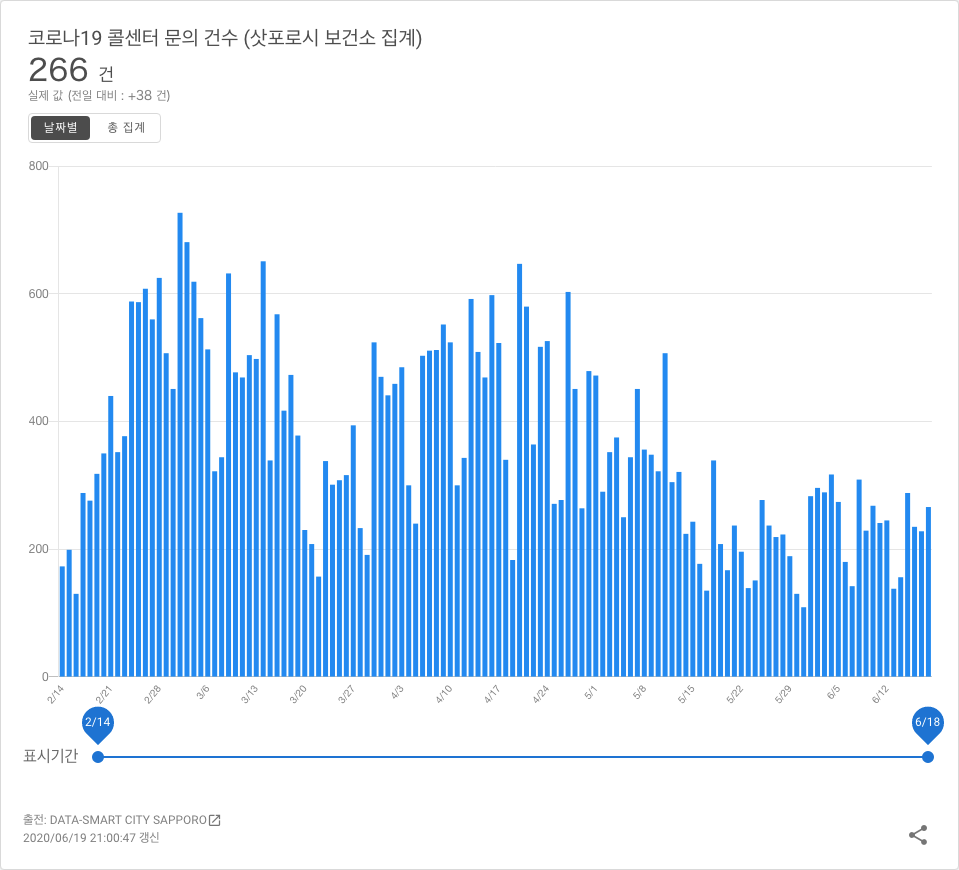 코로나19 콜센터 문의 건수 (삿포로시 보건소 집계)
266 건
실제 값 (전일 대비 : +38 건)
날짜별 총 집계
800
600
400
200
0
2/14 2/21 2/28 3/6 3/13 3/20 3/27 4/3 4/10 4/17 4/24 5/1 5/8 5/15 5/22 5/29 6/5 6/12
2/14 6/18
표시기간
출전: DATA-SMART CITY SAPPORO
2020/06/19 21:00:47 갱신